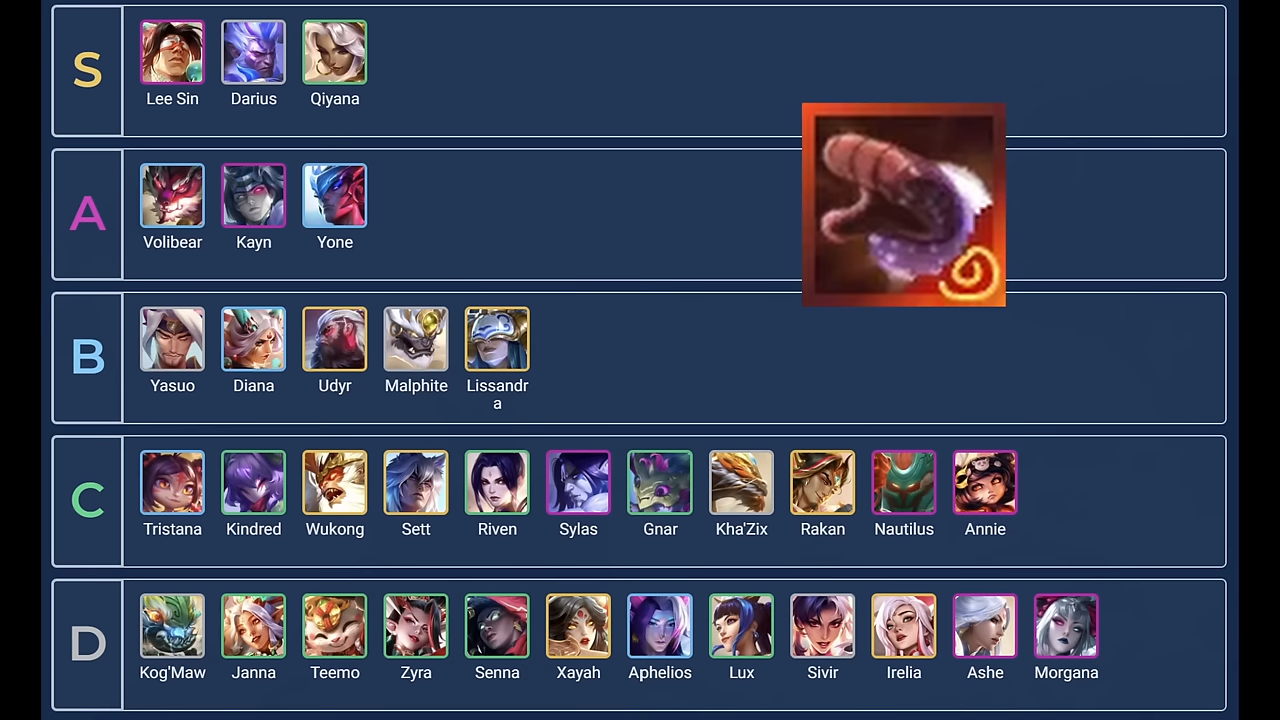 S
Lee Sin Darius Qiyana
A
Volibear Kayn Yone
B
Yasuo Diana Udyr Malphite Lissandr
a
C
Tristana Kindred Wukong Sett Riven Sylas Gnar Kha'Zix Rakan Nautilus Annie
D
Kog'Maw Janna Teemo Zyra Senna Xayah Aphelios Lux Sivir Irelia Ashe Morgana